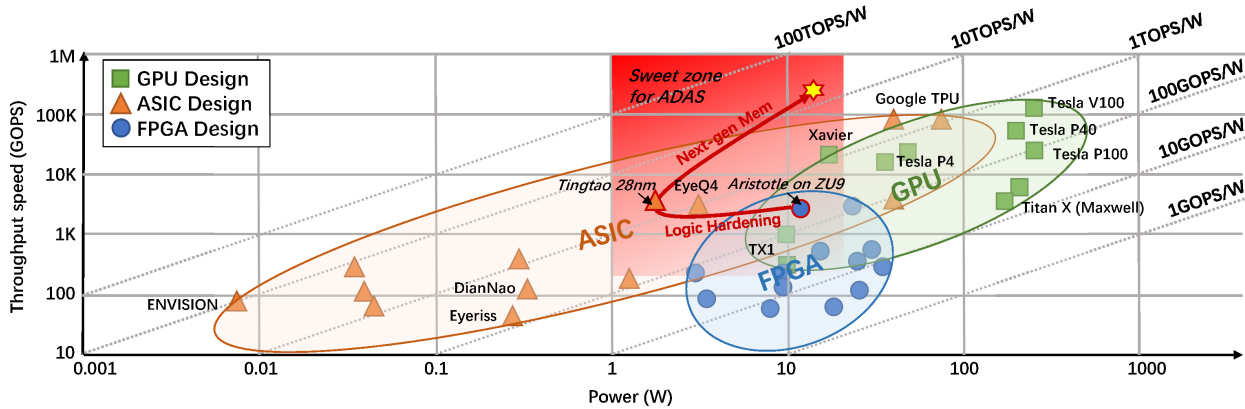 100TOPS/W
10TOPS/W
1TOPS/W
100GOPS/W
10GOPS/W
1GOPS/W
Throughput speed (GOPS)
1M
100K
10K
1K
100
10
GPU Design
ASIC Design
FPGA Design
Sweet zone
for ADAS
Next-gen Mem
Google TPU
Tesla V100
Xavier
Tesla P40
Tesla P4
Tesla P100
Tingtao 28nm
EyeQ4
Aristotle on ZU9
GPU
Titan X (Maxwell)
Logic Hardening
ASIC
TX1
FPGA
ENVISION
DianNao
Eyeriss
0.001
0.01
0.1
1
10
100
1000
Power (W)